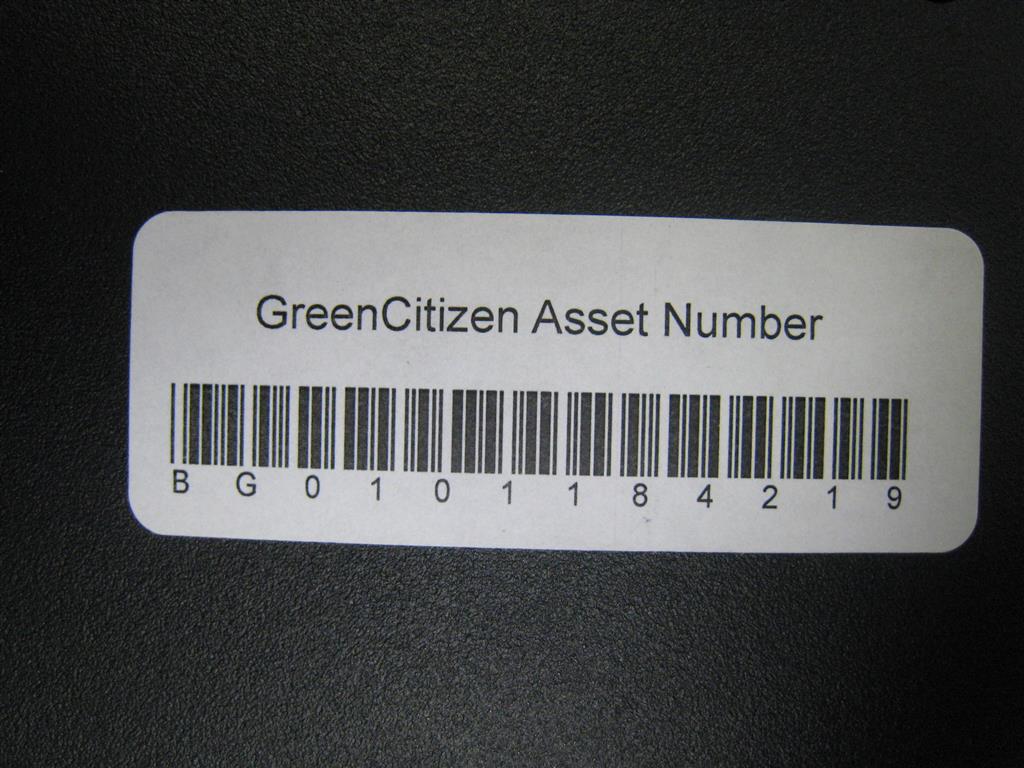 GreenCitizen Asset Number
B G 0 1 0 1 1 8 4 2 1 9